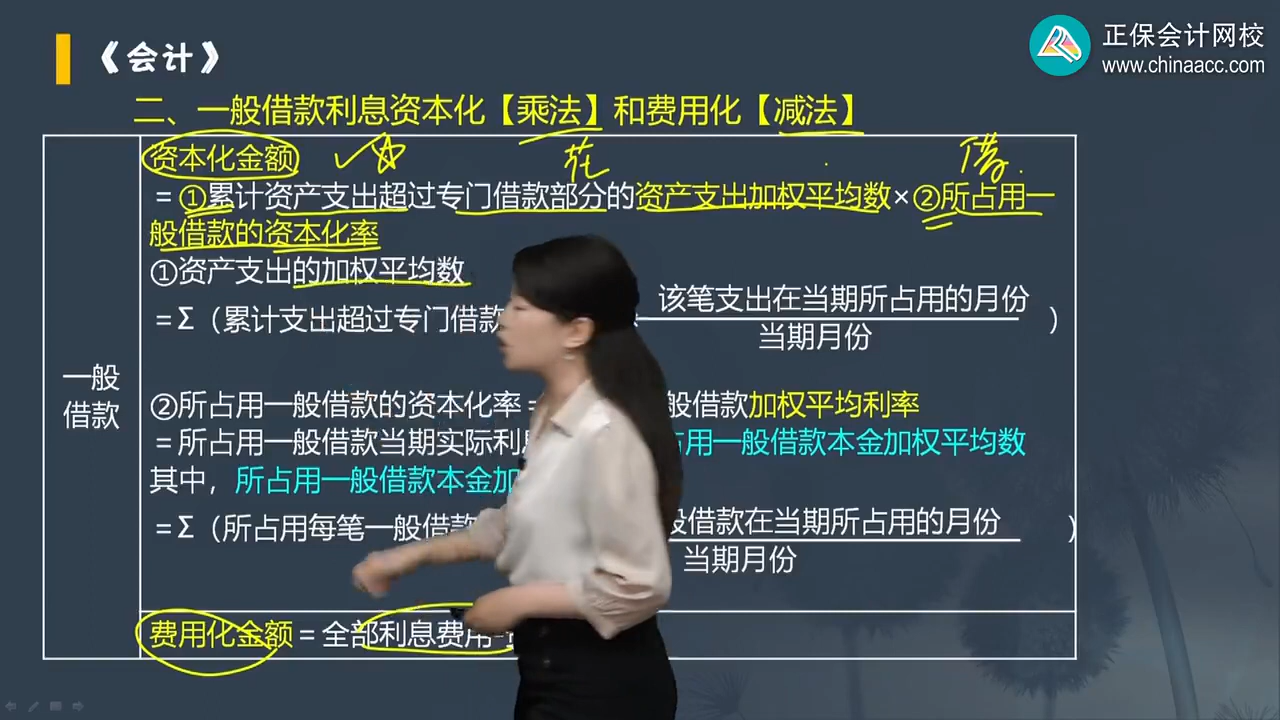 《会计》
正保会计网校
www.chinaacc.com
二、一般借款利息资本化【乘法】和费用化【减法】
资本化金额
花
借
=①累计资产支出超过专门借款部分的资产支出加权平均数×②所占用一
般借款的资本化率
①资产支出的加权平均数
=Σ（累计支出超过专门借款
该笔支出在当期所占用的月份
当期月份
）
一般
借款
②所占用一般借款的资本化率=
般借款加权平均利率
=所占用一般借款当期实际利息
占用一般借款本金加权平均数
其中，所占用一般借款本金加
=Σ（所占用每笔一般借款
般借款在当期所占用的月份
当期月份
）
费用化金额=全部利息费用-